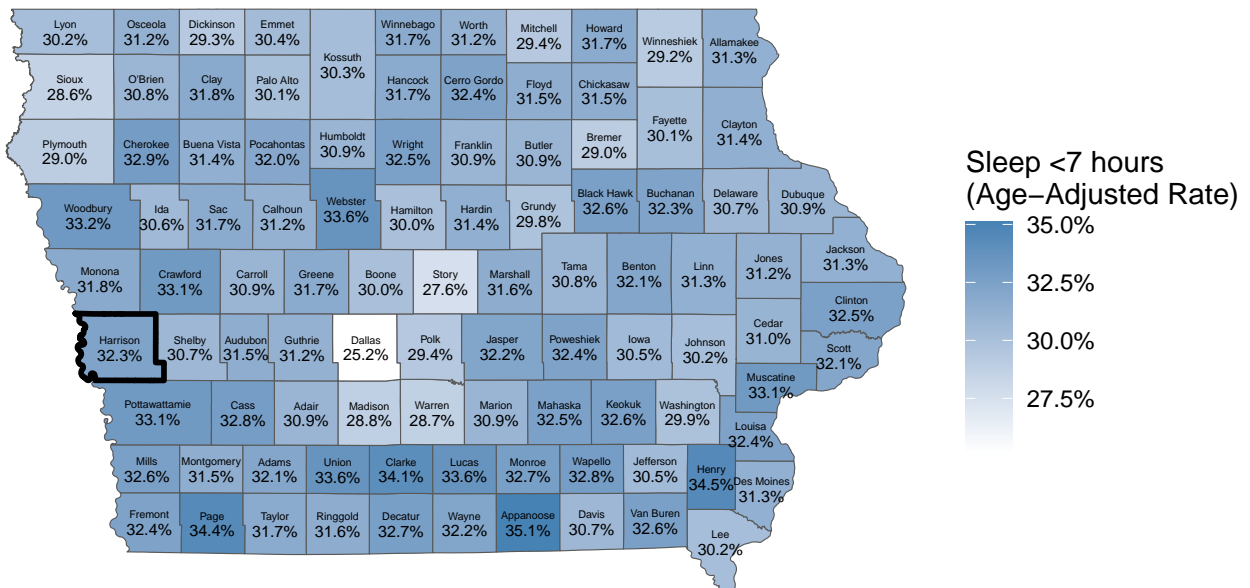 Lyon
30.2%
Osceola
31.2%
Dickinson
29.3%
Emmet
30.4%
Kossuth
30.3%
Winnebago
31.7%
Worth
31.2%
Mitchell
29.4%
Howard
31.7%
Winneshiek
29.2%
Allamakee
31.3%
Sioux
28.6%
O'Brien
30.8%
Clay
31.8%
Palo Alto
30.1%
Hancock
31.7%
Cerro Gordo
32.4%
Floyd
31.5%
Chickasaw
31.5%
Fayette
30.1%
Clayton
31.4%
Plymouth
29.0%
Cherokee
32.9%
Buena Vista
31.4%
Pocahontas
32.0%
Humboldt
30.9%
Wright
32.5%
Franklin
30.9%
Butler
30.9%
Bremer
29.0%
Woodbury
33.2%
Ida
30.6%
Sac
31.7%
Calhoun
31.2%
Webster
33.6%
Hamilton
30.0%
Hardin
31.4%
Grundy
29.8%
Black Hawk
32.6%
Buchanan
32.3%
Delaware
30.7%
Dubuque
30.9%
Monona
31.8%
Crawford
33.1%
Carroll
30.9%
Greene
31.7%
Boone
30.0%
Story
27.6%
Marshall
31.6%
Tama
30.8%
Benton
32.1%
Linn
31.3%
Jones
31.2%
Jackson
31.3%
Clinton
32.5%
Harrison
32.3%
Shelby
30.7%
Audubon
31.5%
Guthrie
31.2%
Dallas
25.2%
Polk
29.4%
Jasper
32.2%
Poweshiek
32.4%
Iowa
30.5%
Johnson
30.2%
Cedar
31.0%
Scott
32.1%
Muscatine
33.1%
Pottawattamie
33.1%
Cass
32.8%
Adair
30.9%
Madison
28.8%
Warren
28.7%
Marion
30.9%
Mahaska
32.5%
Keokuk
32.6%
Washington
29.9%
Louisa
32.4%
Mills
32.6%
Montgomery
31.5%
Adams
32.1%
Union
33.6%
Clarke
34.1%
Lucas
33.6%
Monroe
32.7%
Wapello
32.8%
Jefferson
30.5%
Henry
34.5%
Des Moines
31.3%
Fremont
32.4%
Page
34.4%
Taylor
31.7%
Ringgold
31.6%
Decatur
32.7%
Wayne
32.2%
Appanoose
35.1%
Davis
30.7%
Van Buren
32.6%
Lee
30.2%
Sleep <7 hours
(Age−Adjusted Rate)
35.0%
32.5%
30.0%
27.5%